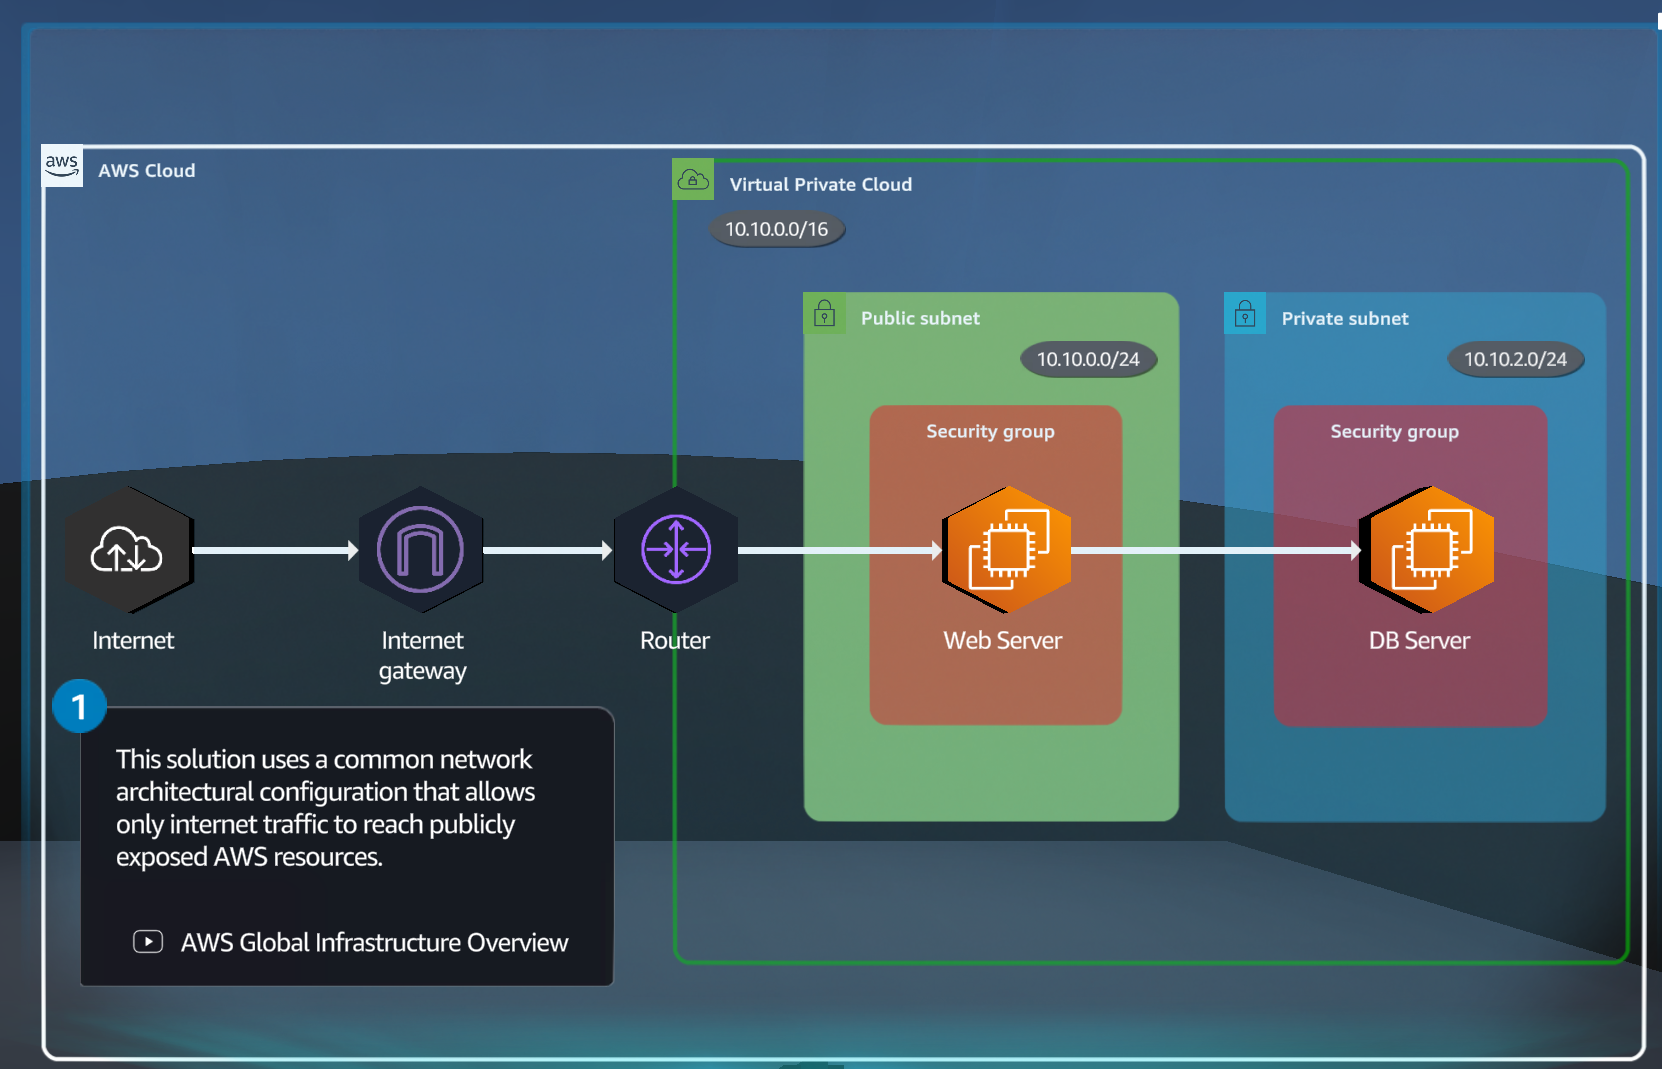 aws
AWS Cloud
Virtual Private Cloud
10.10.0.0/16
Public subnet
10.10.0.0/24
Private subnet
10.10.2.0/24
Security group
Security group
Internet
Internet
gateway
Router
Web Server
DB Server
1
This solution uses a common network
architectural configuration that allows
only internet traffic to reach publicly
exposed AWS resources.
AWS Global Infrastructure Overview